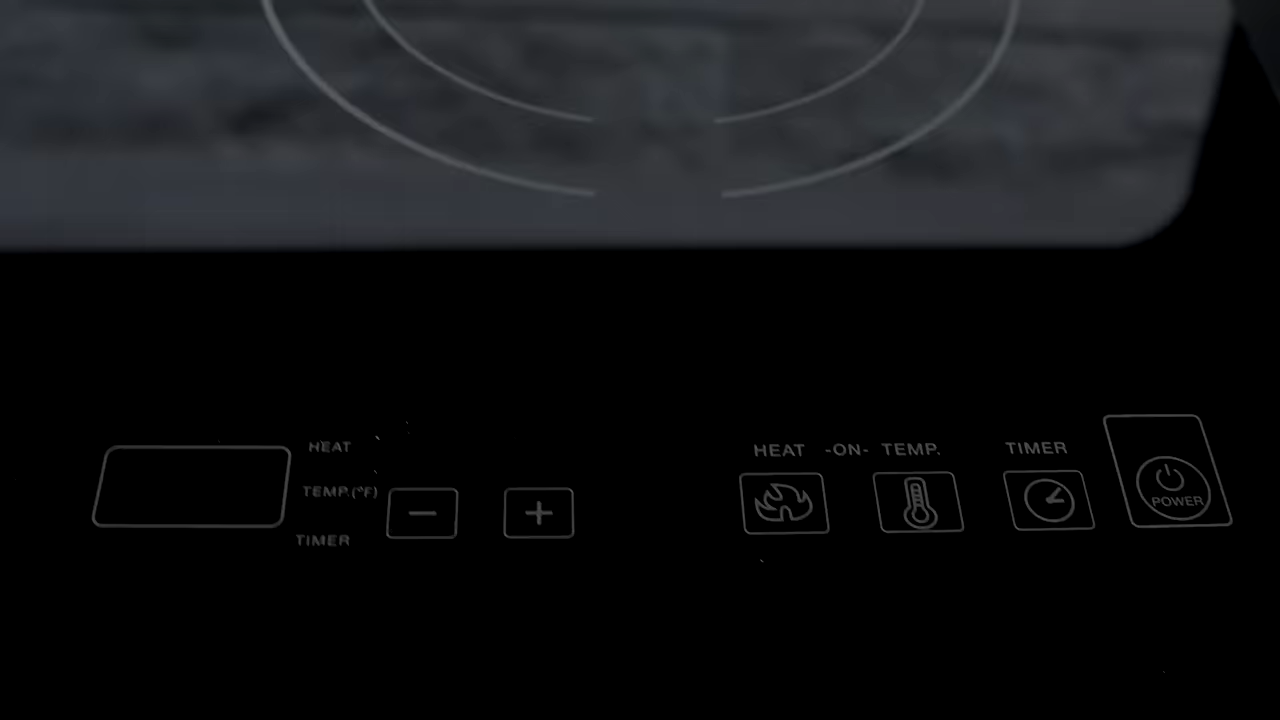 HEAT
TEMP.(°F)
TIMER
HEAT -ON- TEMP.
TIMER
POWER